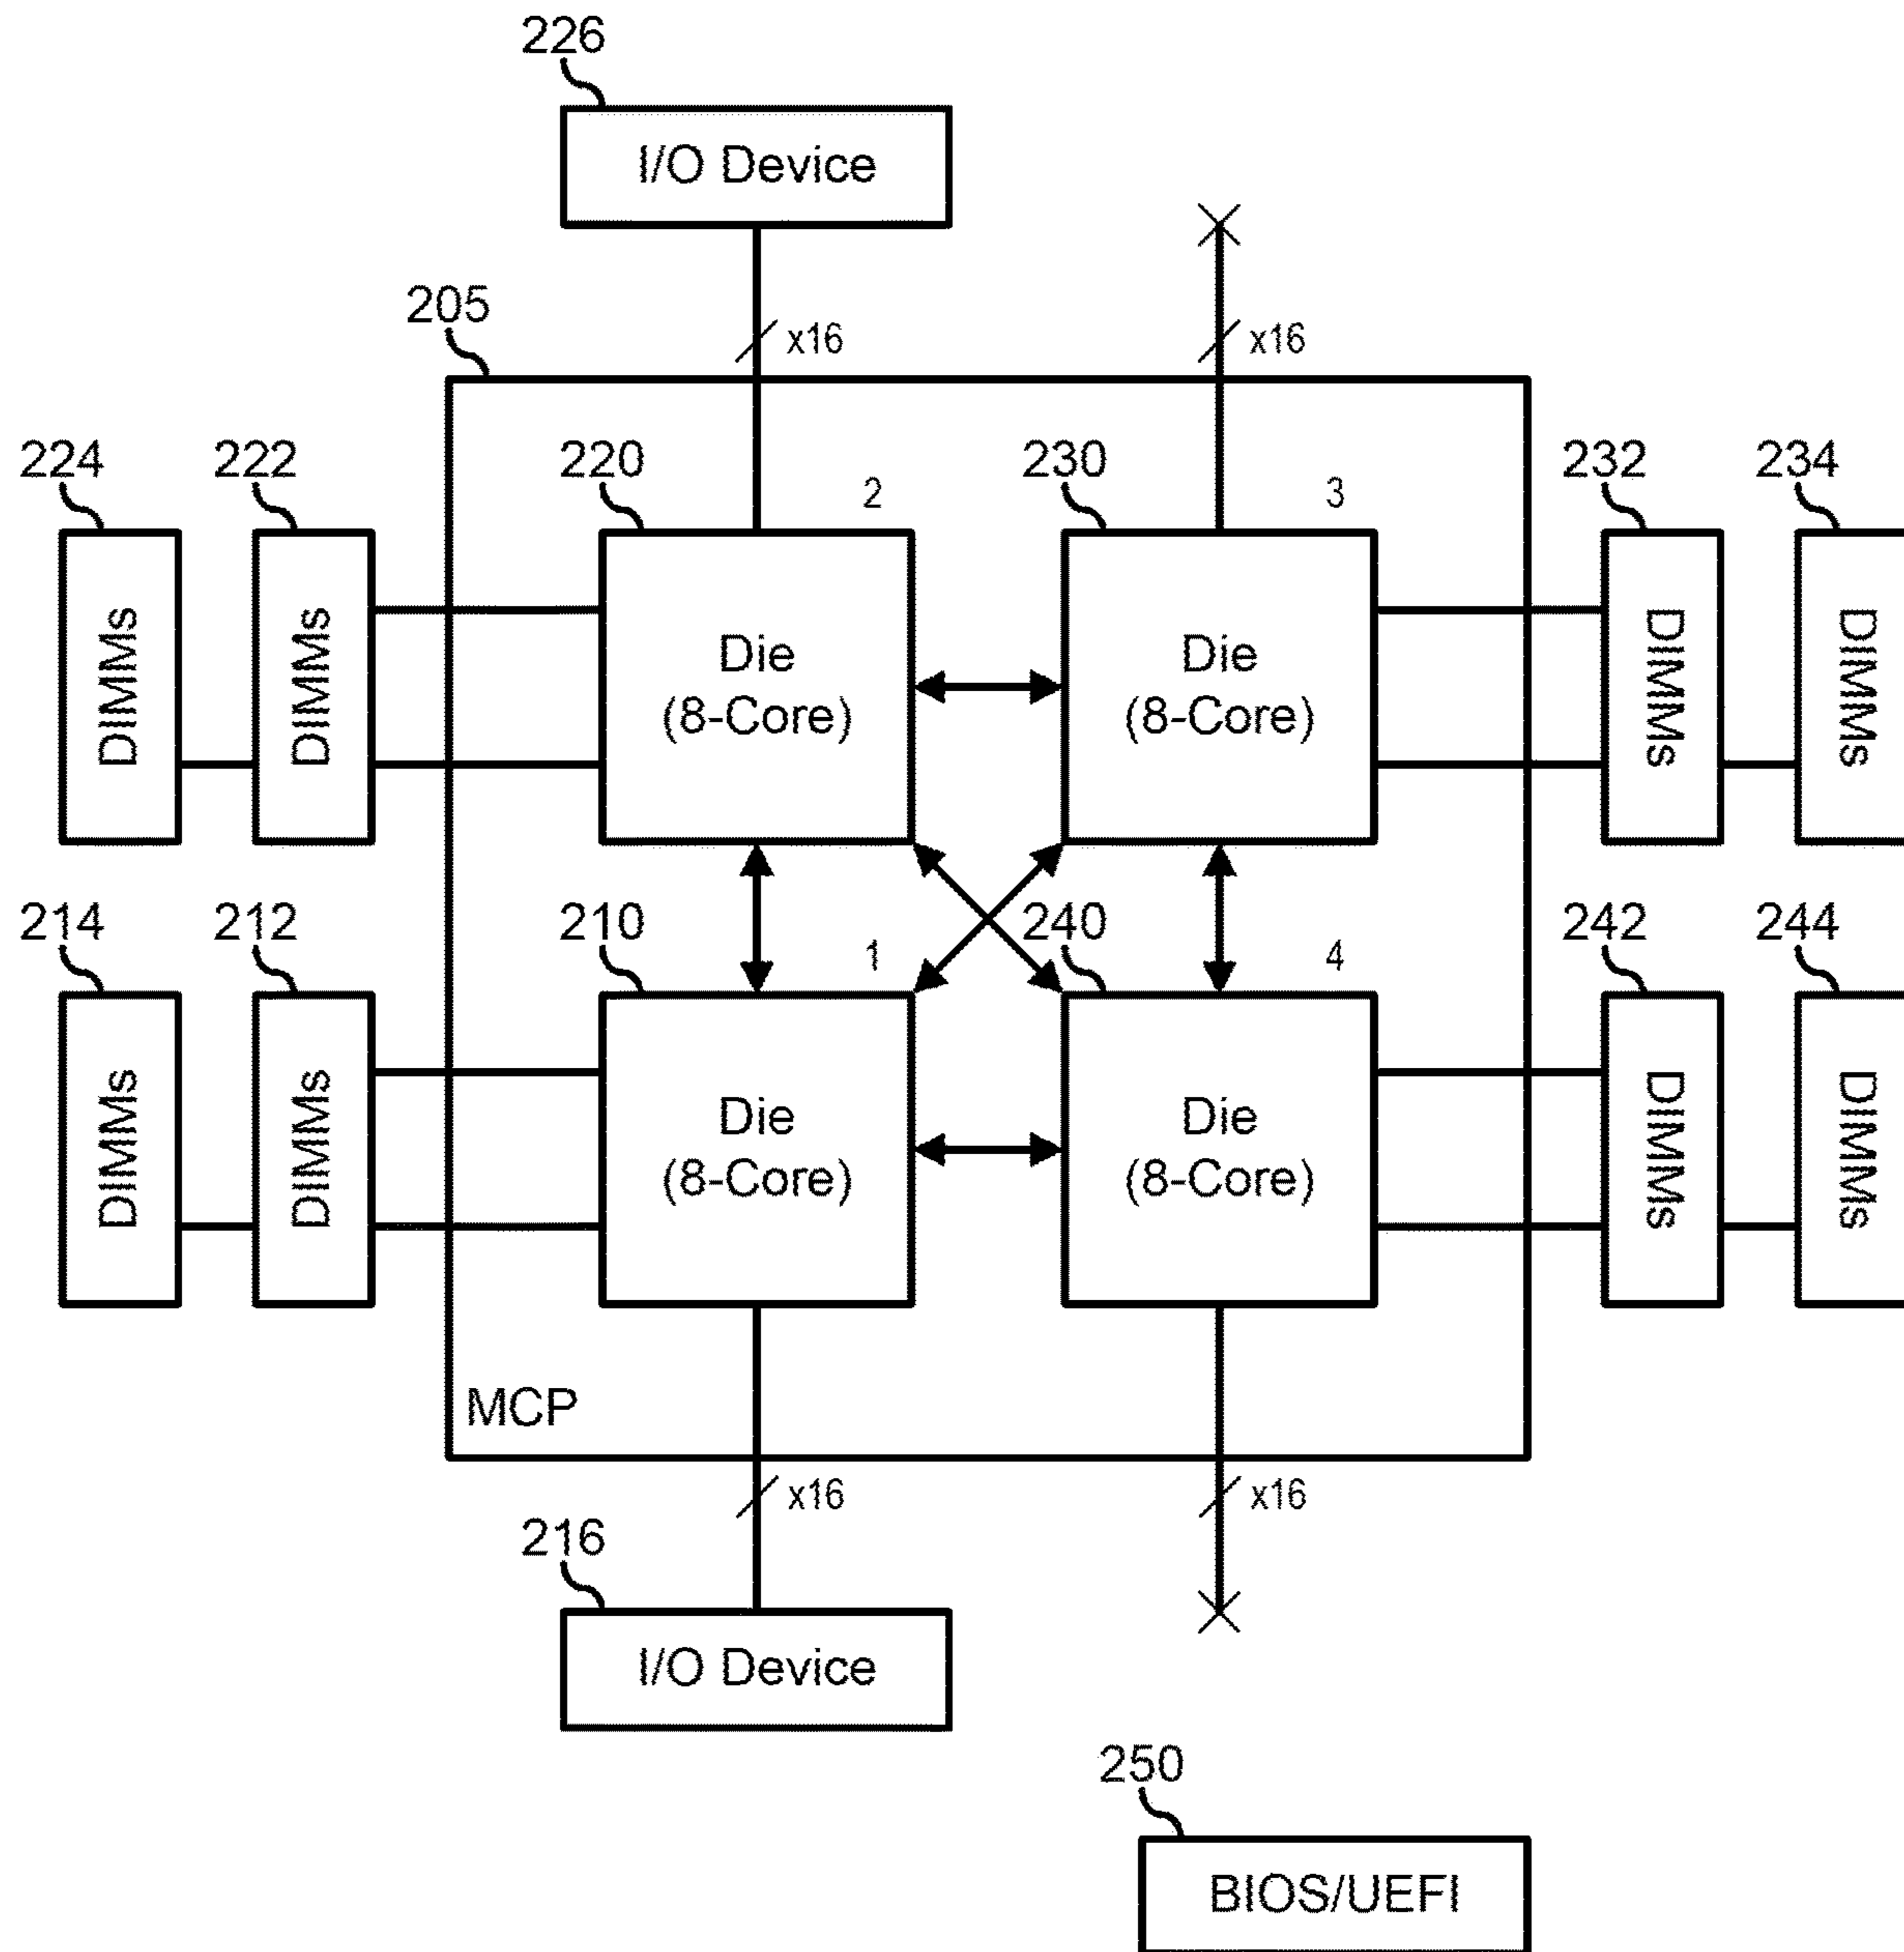 226
I/O Device
205
x16
x16
224
222
220
2
230
3
232
234
DIMMs
DIMMs
Die
(8-Core)
Die
(8-Core)
DIMMs
DIMMs
214
212
210
1
240
4
242
244
DIMMs
DIMMs
Die
(8-Core)
Die
(8-Core)
DIMMs
DIMMs
MCP
x16
x16
216
I/O Device
250
BIOS/UEFI